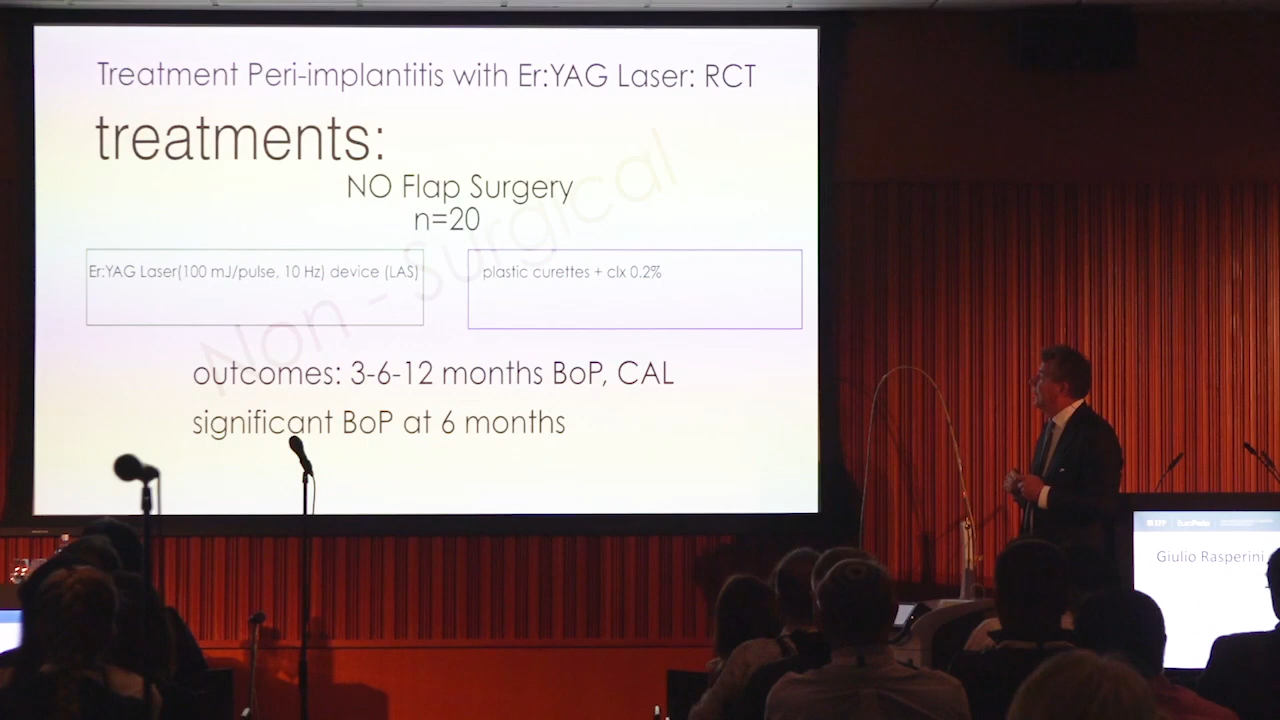 Treatment Peri-implantitis with Er:YAG Laser: RCT
treatments:
NO Flap Surgery
n=20
Non - Surgical
Er:YAG Laser(100 mJ/pulse, 10 Hz) device (LAS)
plastic curettes + clx 0.2%
outcomes: 3-6-12 months BoP, CAL
significant BoP at 6 months
EFP EuroPerio
Giulio Rasperini